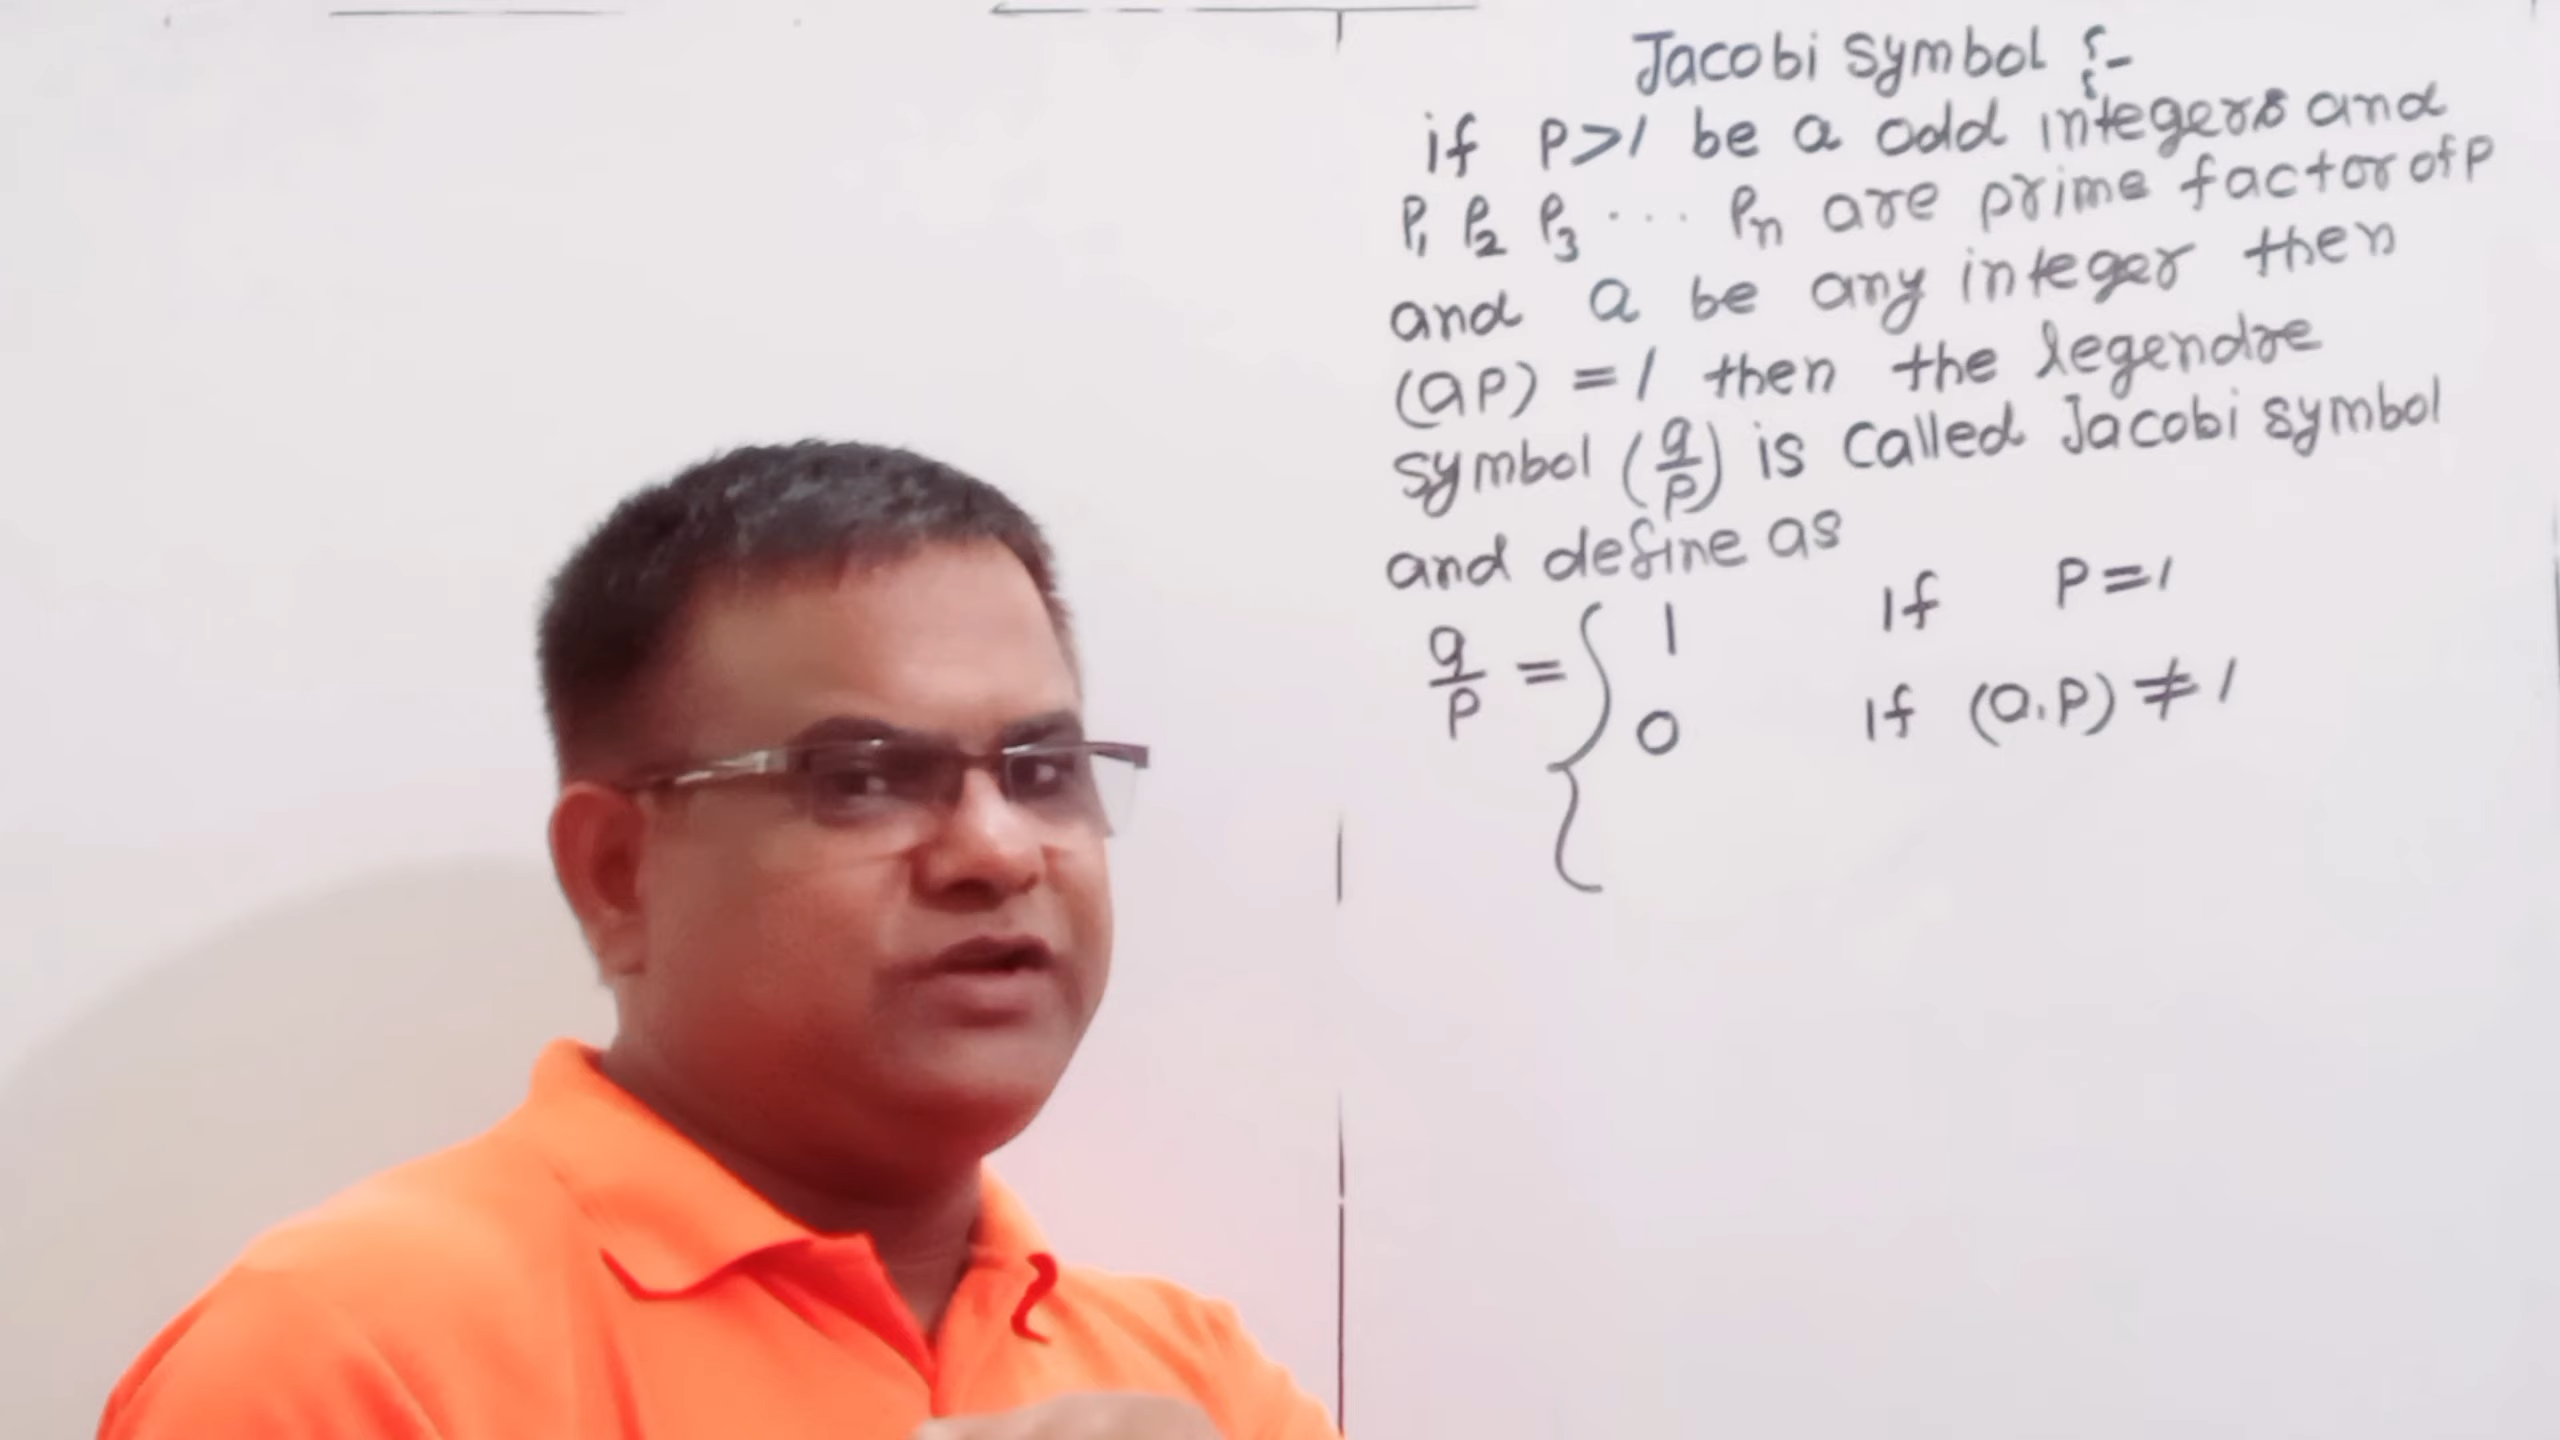 Jacobi symbol :-
if P>1 be a odd integers and
P₁ P₂ P₃ ... Pₙ are prime factor of P
and a be any integer then
(a P) = 1 then the legendre
symbol (a/P) is called Jacobi symbol
and define as
a/P = { 1 if P=1
0 if (a.P) ≠ 1